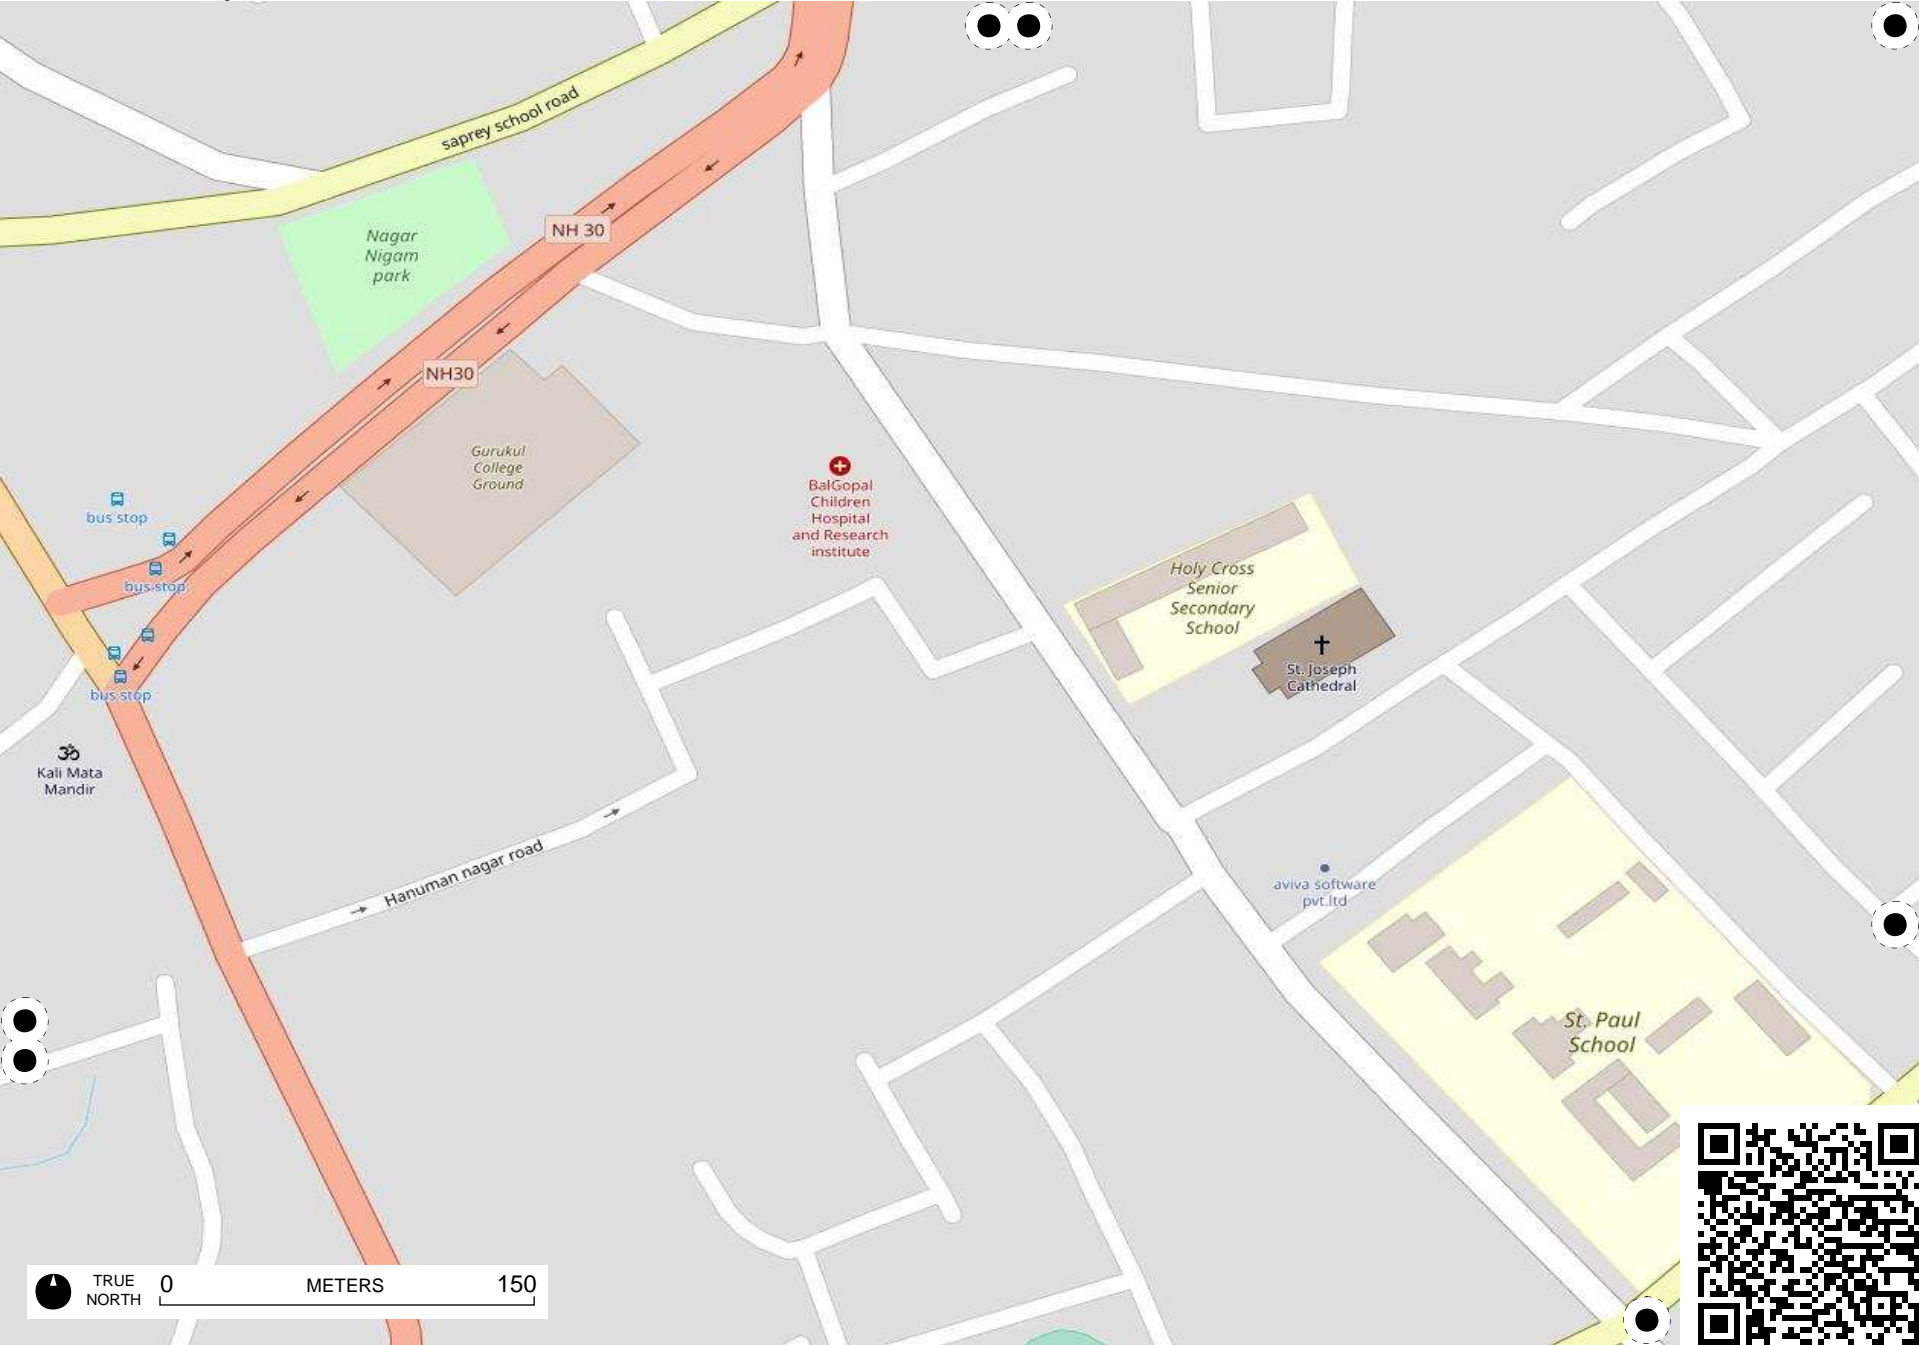 saprey school road
NH 30
Nagar
Nigam
park
NH30
Gurukul
College
Ground
BalGopal
Children
Hospital
and Research
institute
bus stop
bus stop
bus stop
Holy Cross
Senior
Secondary
School
St. Joseph
Cathedral
ॐ
Kali Mata
Mandir
Hanuman nagar road
aviva software
pvt.ltd
St. Paul
School
TRUE
NORTH
0 METERS 150